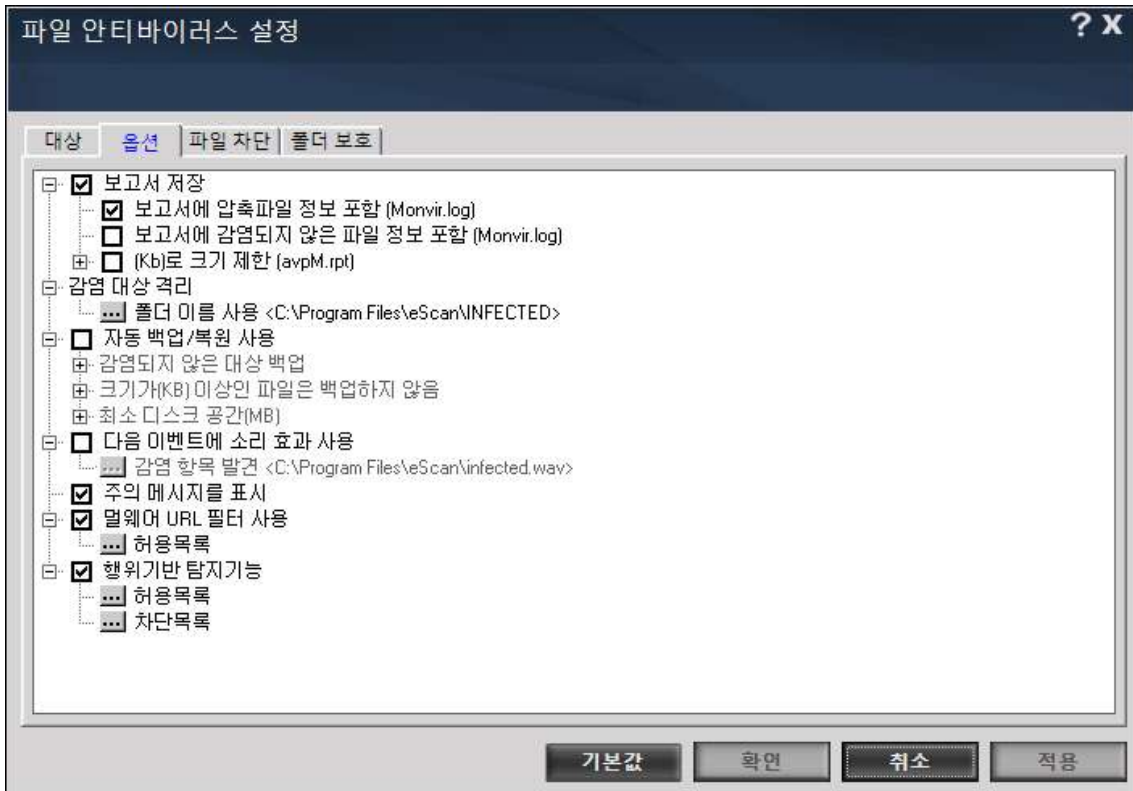 파일 안티바이러스 설정
? X
대상 옵션 파일 차단 폴더 보호
보고서 저장
보고서에 압축파일 정보 포함 (Monvir.log)
보고서에 감염되지 않은 파일 정보 포함 (Monvir.log)
(Kb)로 크기 제한 (avpM.rpt)
감염 대상 격리
... 폴더 이름 사용 <C:\Program Files\eScan\INFECTED>
자동 백업/복원 사용
감염되지 않은 대상 백업
크기가(KB) 이상인 파일은 백업하지 않음
최소 디스크 공간(MB)
다음 이벤트에 소리 효과 사용
... 감염 항목 발견 <C:\Program Files\eScan\infected.wav>
주의 메시지를 표시
멀웨어 URL 필터 사용
... 허용목록
행위기반 탐지기능
... 허용목록
... 차단목록
기본값 확인 취소 적용